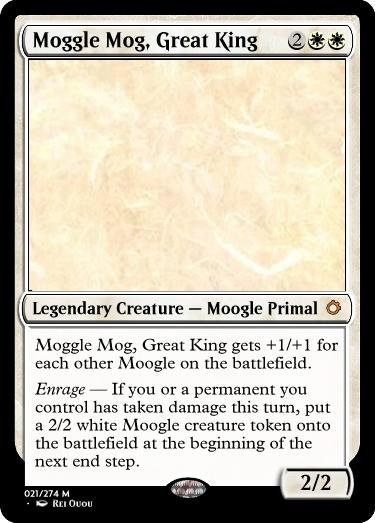 Moggle Mog, Great King 2
Legendary Creature — Moogle Primal
Moggle Mog, Great King gets +1/+1 for
each other Moogle on the battlefield.
Enrage — If you or a permanent you
control has taken damage this turn, put
a 2/2 white Moogle creature token onto
the battlefield at the beginning of the
next end step.
2/2
021/274 M
Rei Ouou